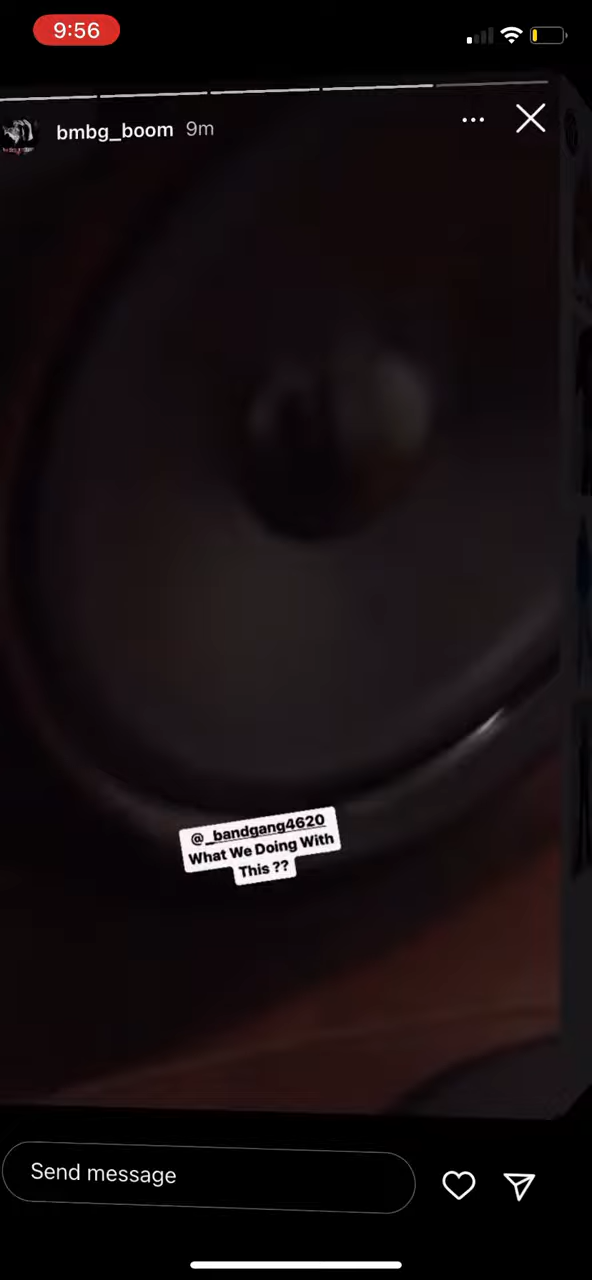 9:56
bmbg_boom 9m
@_bandgang4620
What We Doing With
This ??
Send message